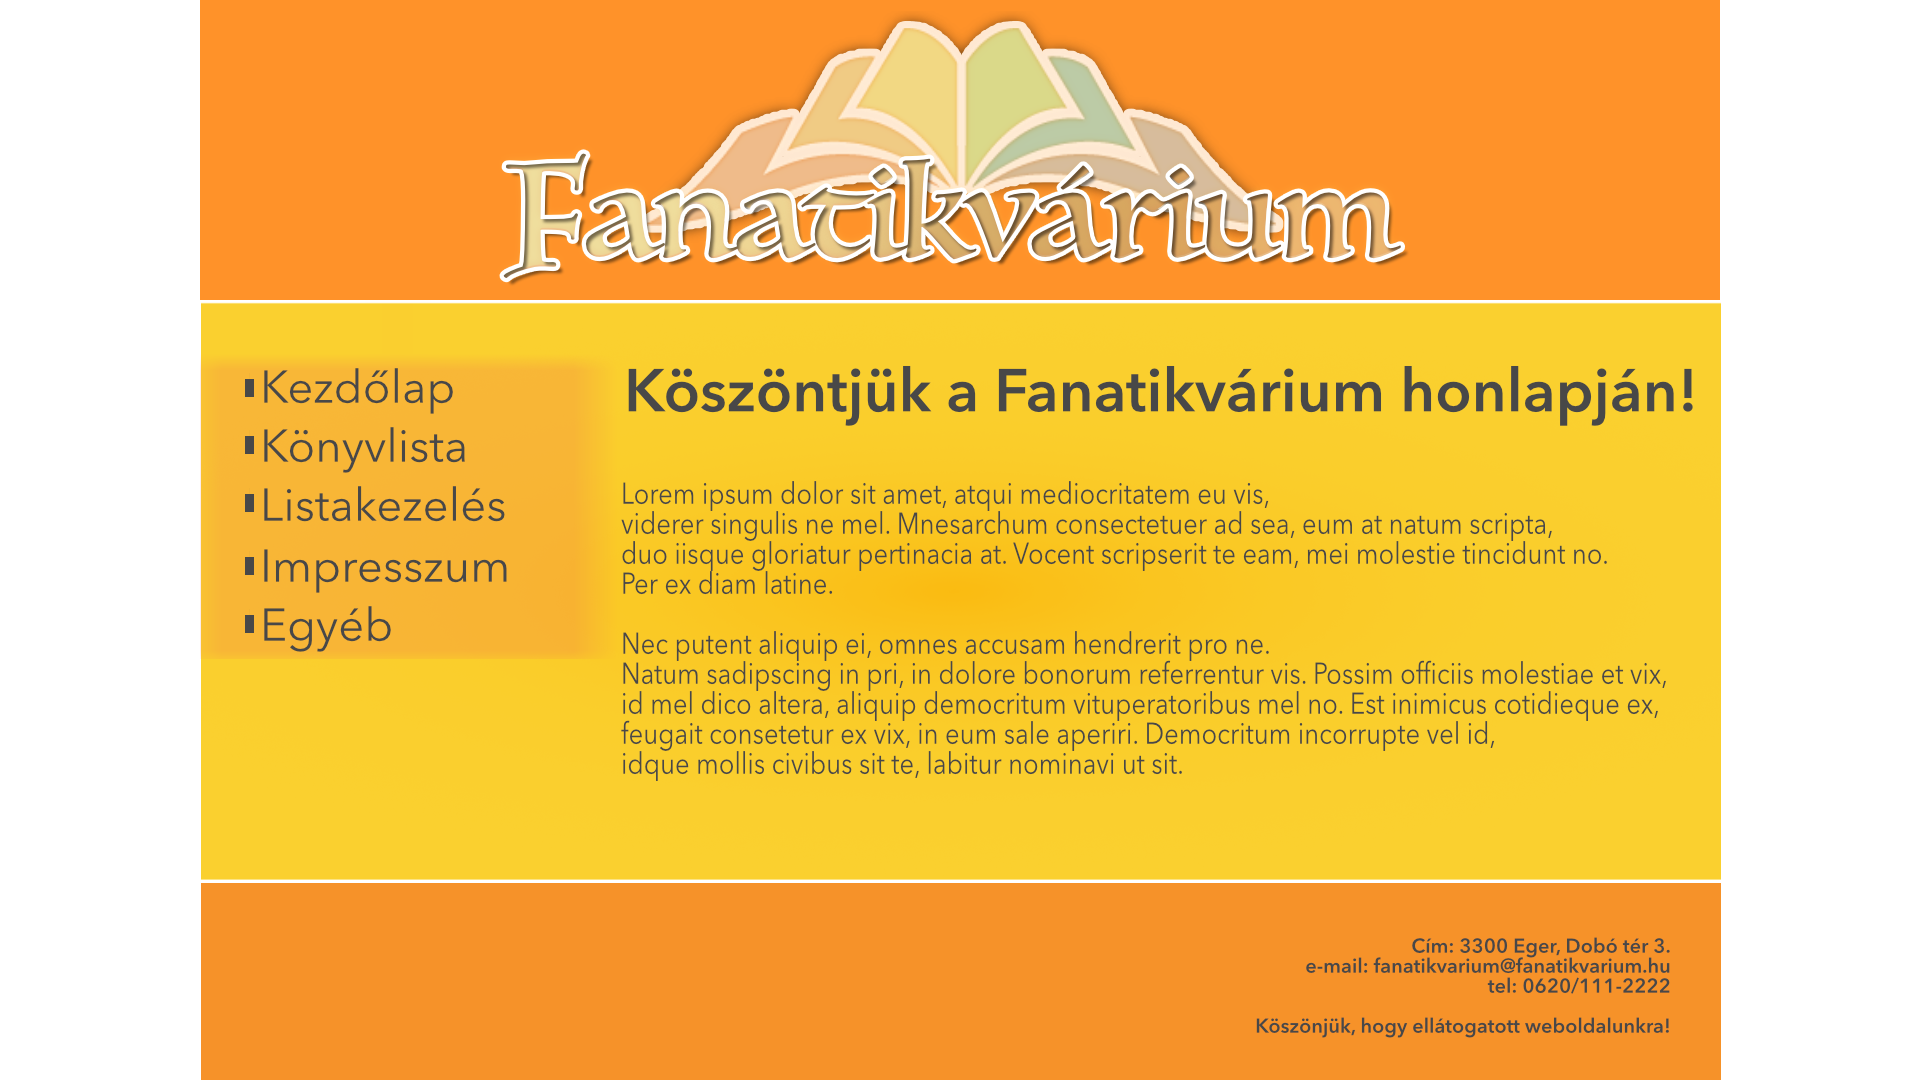 Fanatikvárium
Kezdőlap
Könyvlista
Listakezelés
Impresszum
Egyéb
Köszöntjük a Fanatikvárium honlapján!
Lorem ipsum dolor sit amet, atqui mediocritatem eu vis,
viderer singulis ne mel. Mnesarchum consectetuer ad sea, eum at natum scripta,
duo iisque gloriatur pertinacia at. Vocent scripserit te eam, mei molestie tincidunt no.
Per ex diam latine.
Nec putent aliquip ei, omnes accusam hendrerit pro ne.
Natum sadipscing in pri, in dolore bonorum referrentur vis. Possim officiis molestiae et vix,
id mel dico altera, aliquip democritum vituperatoribus mel no. Est inimicus cotidieque ex,
feugait consetetur ex vix, in eum sale aperiri. Democritum incorrupte vel id,
idque mollis civibus sit te, labitur nominavi ut sit.
Cím: 3300 Eger, Dobó tér 3.
e-mail: fanatikvarium@fanatikvarium.hu
tel: 0620/111-2222
Köszönjük, hogy ellátogatott weboldalunkra!